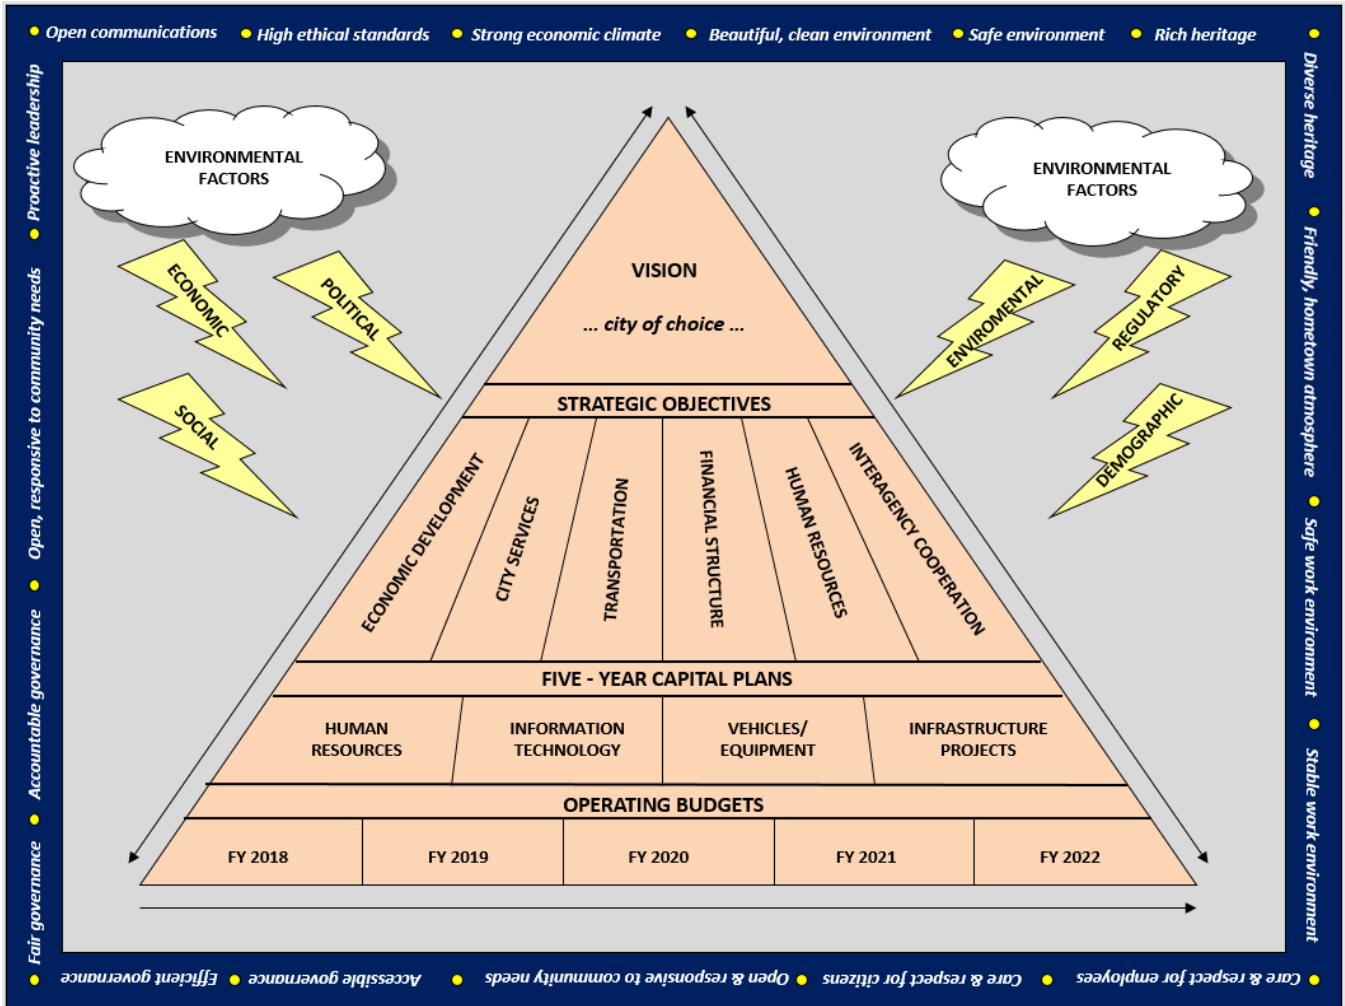 Open communications
High ethical standards
Strong economic climate
Beautiful, clean environment
Safe environment
Rich heritage
Diverse heritage
Friendly, hometown atmosphere
Safe work environment
Stable work environment
Care & respect for employees
Care & respect for citizens
Open & responsive to community needs
Accessible governance
Efficient governance
Fair governance
Accountable governance
Open, responsive to community needs
Proactive leadership
ENVIRONMENTAL
FACTORS
ECONOMIC
POLITICAL
SOCIAL
ENVIRONMENTAL
FACTORS
ENVIROMENTAL
REGULATORY
DEMOGRAPHIC
VISION
... city of choice ...
STRATEGIC OBJECTIVES
ECONOMIC DEVELOPMENT
CITY SERVICES
TRANSPORTATION
FINANCIAL STRUCTURE
HUMAN RESOURCES
INTERAGENCY COOPERATION
FIVE - YEAR CAPITAL PLANS
HUMAN
RESOURCES
INFORMATION
TECHNOLOGY
VEHICLES/
EQUIPMENT
INFRASTRUCTURE
PROJECTS
OPERATING BUDGETS
FY 2018
FY 2019
FY 2020
FY 2021
FY 2022